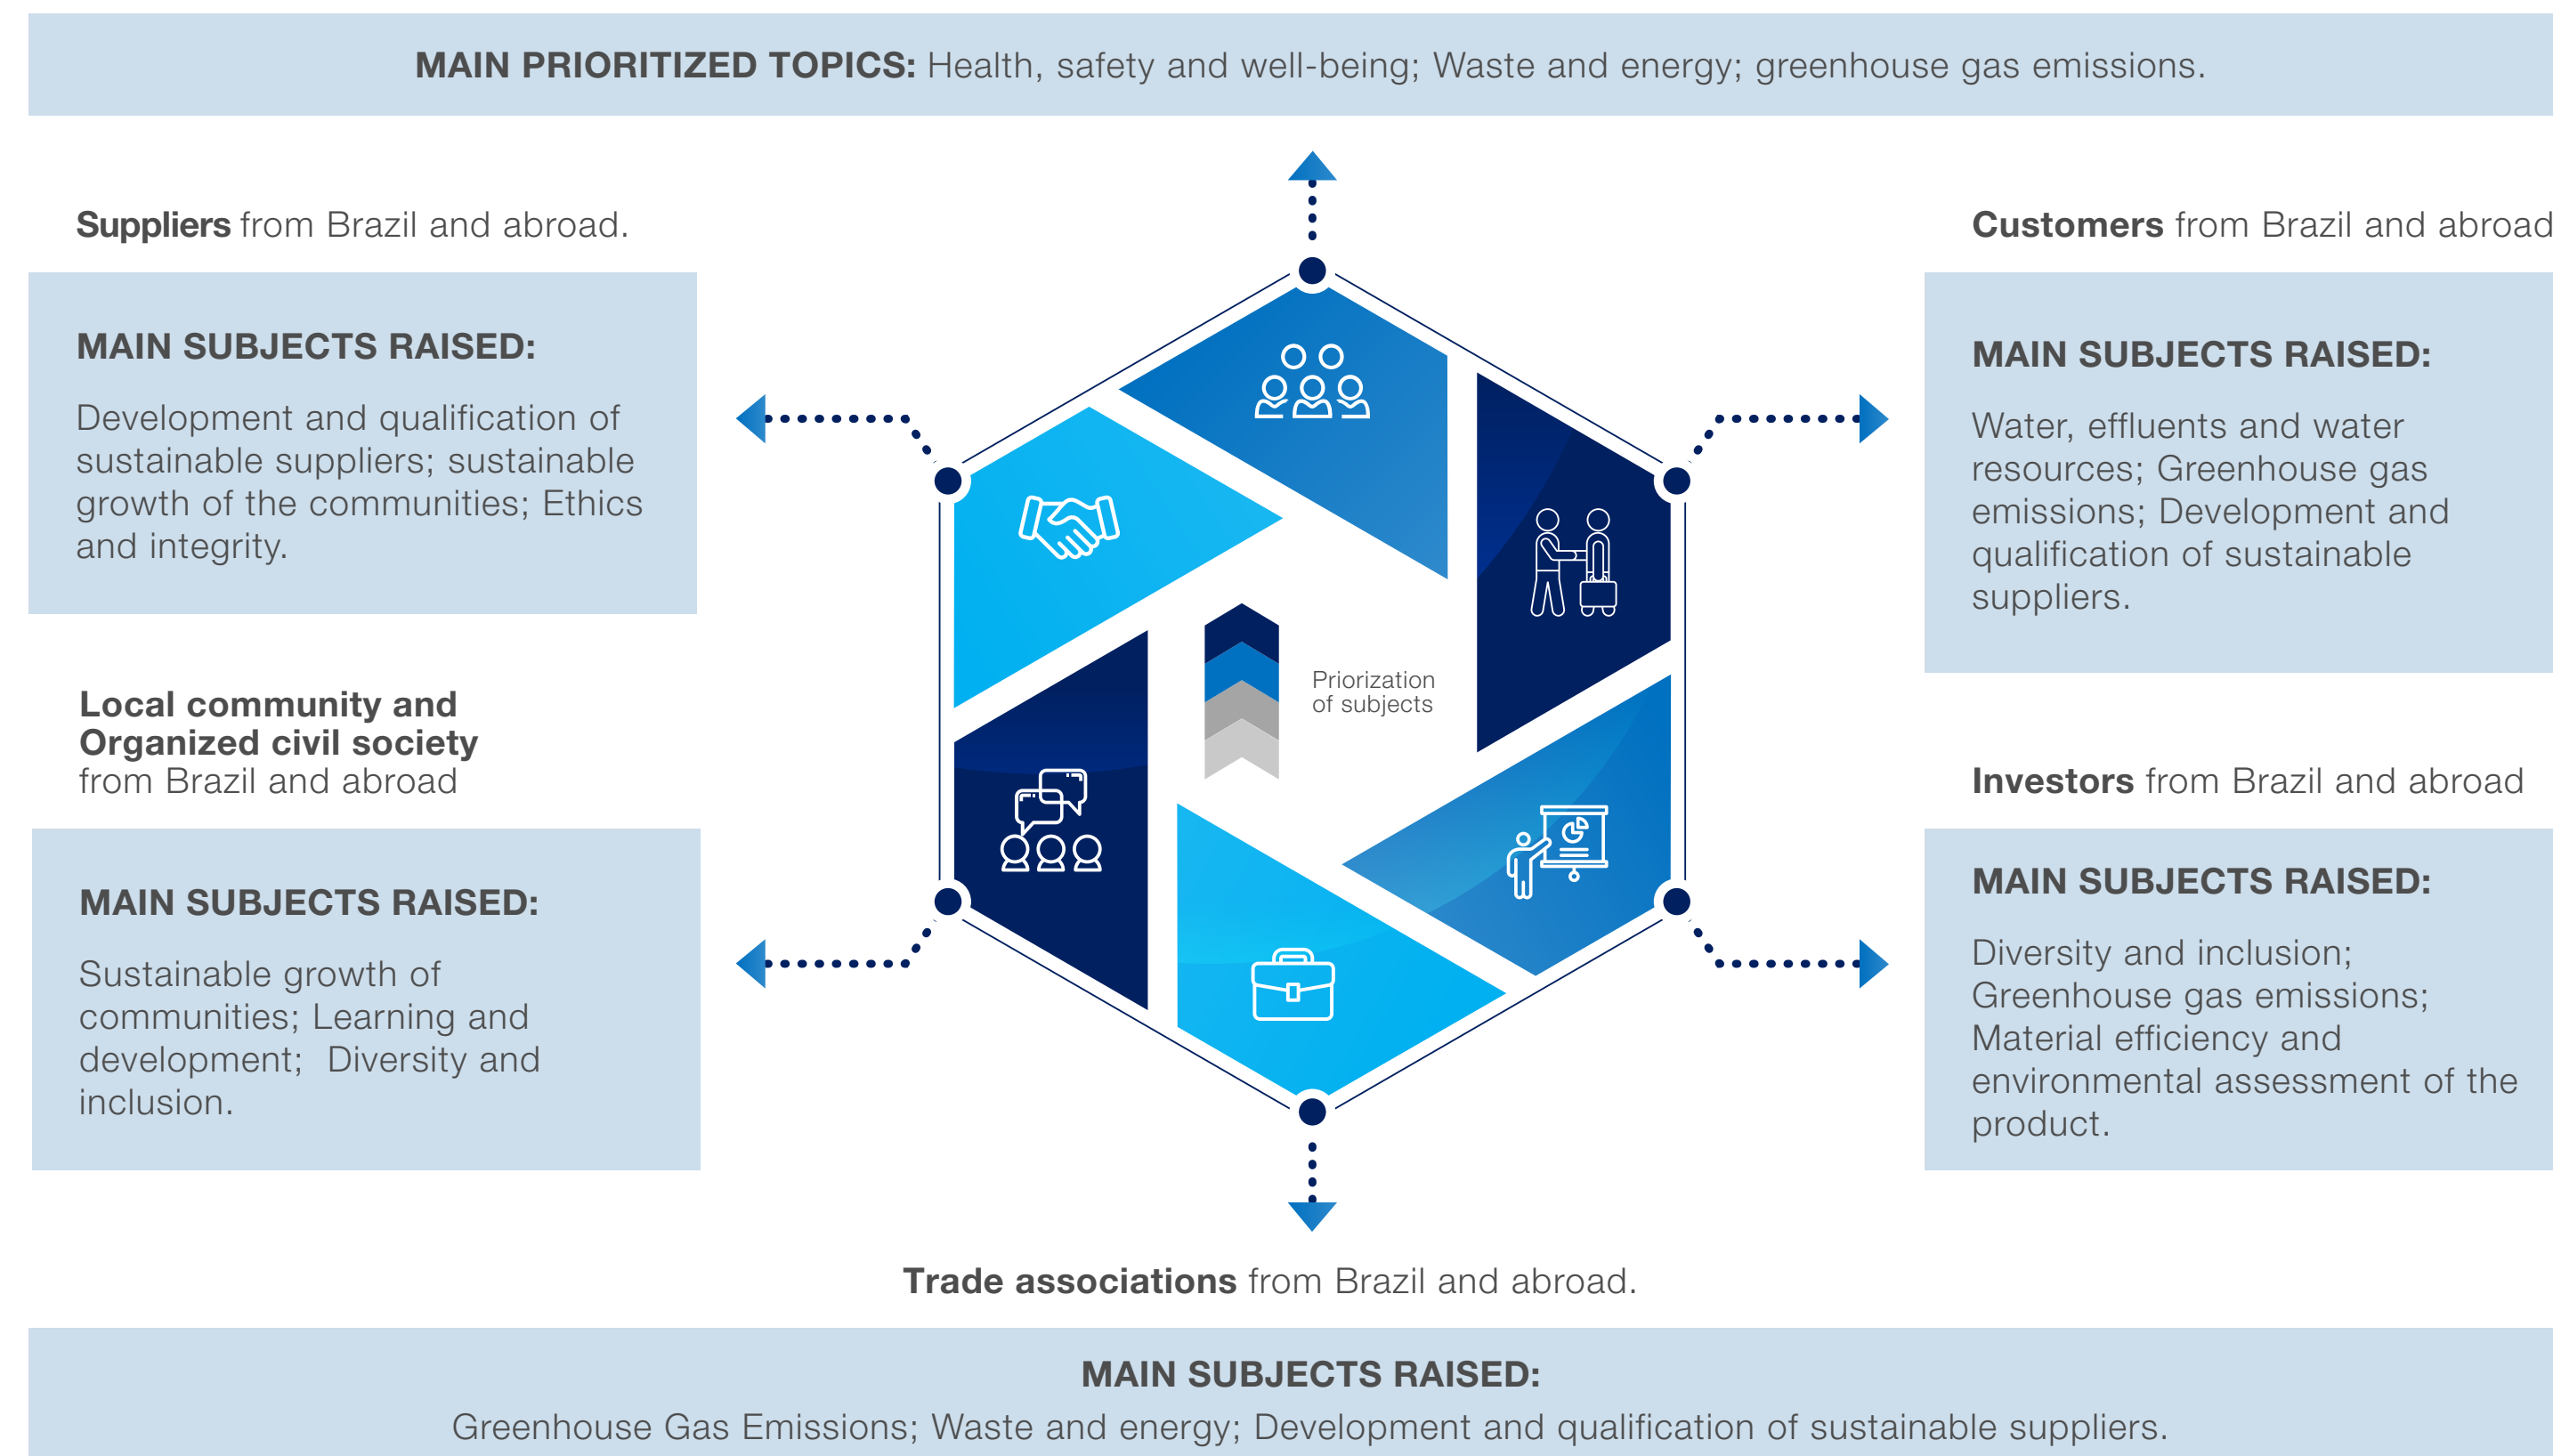 MAIN PRIORITIZED TOPICS: Health, safety and well-being; Waste and energy; greenhouse gas emissions.
Suppliers from Brazil and abroad.
MAIN SUBJECTS RAISED:
Development and qualification of
sustainable suppliers; sustainable
growth of the communities; Ethics
and integrity.
Customers from Brazil and abroad
MAIN SUBJECTS RAISED:
Water, effluents and water
resources; Greenhouse gas
emissions; Development and
qualification of sustainable
suppliers.
Priorization
of subjects
Local community and
Organized civil society
from Brazil and abroad
MAIN SUBJECTS RAISED:
Sustainable growth of
communities; Learning and
development;  Diversity and
inclusion.
Investors from Brazil and abroad
MAIN SUBJECTS RAISED:
Diversity and inclusion;
Greenhouse gas emissions;
Material efficiency and
environmental assessment of the
product.
Trade associations from Brazil and abroad.
MAIN SUBJECTS RAISED:
Greenhouse Gas Emissions; Waste and energy; Development and qualification of sustainable suppliers.